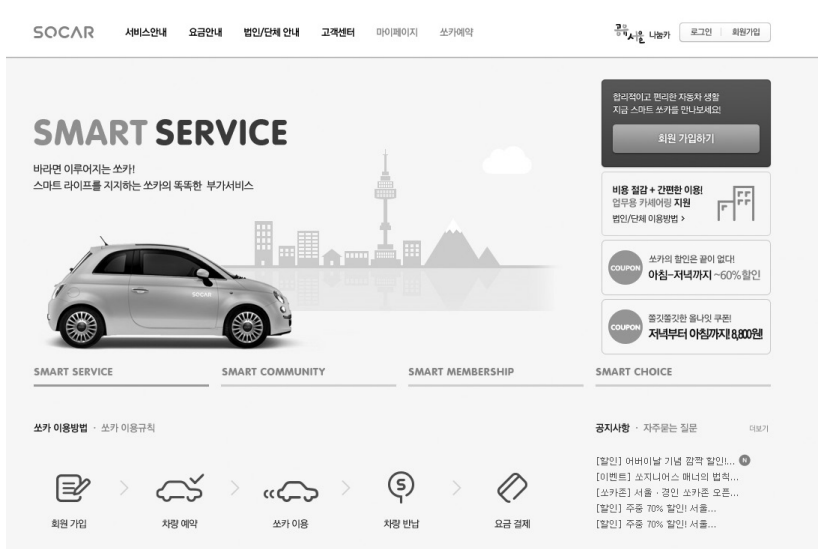 SOCAR 서비스안내 요금안내 법인/단체 안내 고객센터 마이페이지 쏘카예약
공유서울 나눔카 로그인 회원가입
SMART SERVICE
바라면 이루어지는 쏘카!
스마트 라이프를 지지하는 쏘카의 똑똑한 부가서비스
SOCAR
합리적이고 편리한 자동차 생활
지금 스마트 쏘카를 만나보세요!
회원 가입하기
비용 절감 + 간편한 이용!
업무용 카셰어링 지원
법인/단체 이용방법 >
COUPON
쏘카의 할인은 끝이 없다!
아침~저녁까지 ~60%할인
COUPON
쫄깃쫄깃한 올나잇 쿠폰!
저녁부터 아침까지! 8,800원!
SMART SERVICE SMART COMMUNITY SMART MEMBERSHIP SMART CHOICE
쏘카 이용방법 · 쏘카 이용규칙
회원 가입 차량 예약 쏘카 이용 차량 반납 요금 결제
공지사항 · 자주묻는 질문 더보기
[할인] 어버이날 기념 깜짝 할인!... N
[이벤트] 쏘지니어스 매너의 법칙...
[쏘카존] 서울 · 경인 쏘카존 오픈...
[할인] 주중 70% 할인! 서울...
[할인] 주중 70% 할인! 서울...